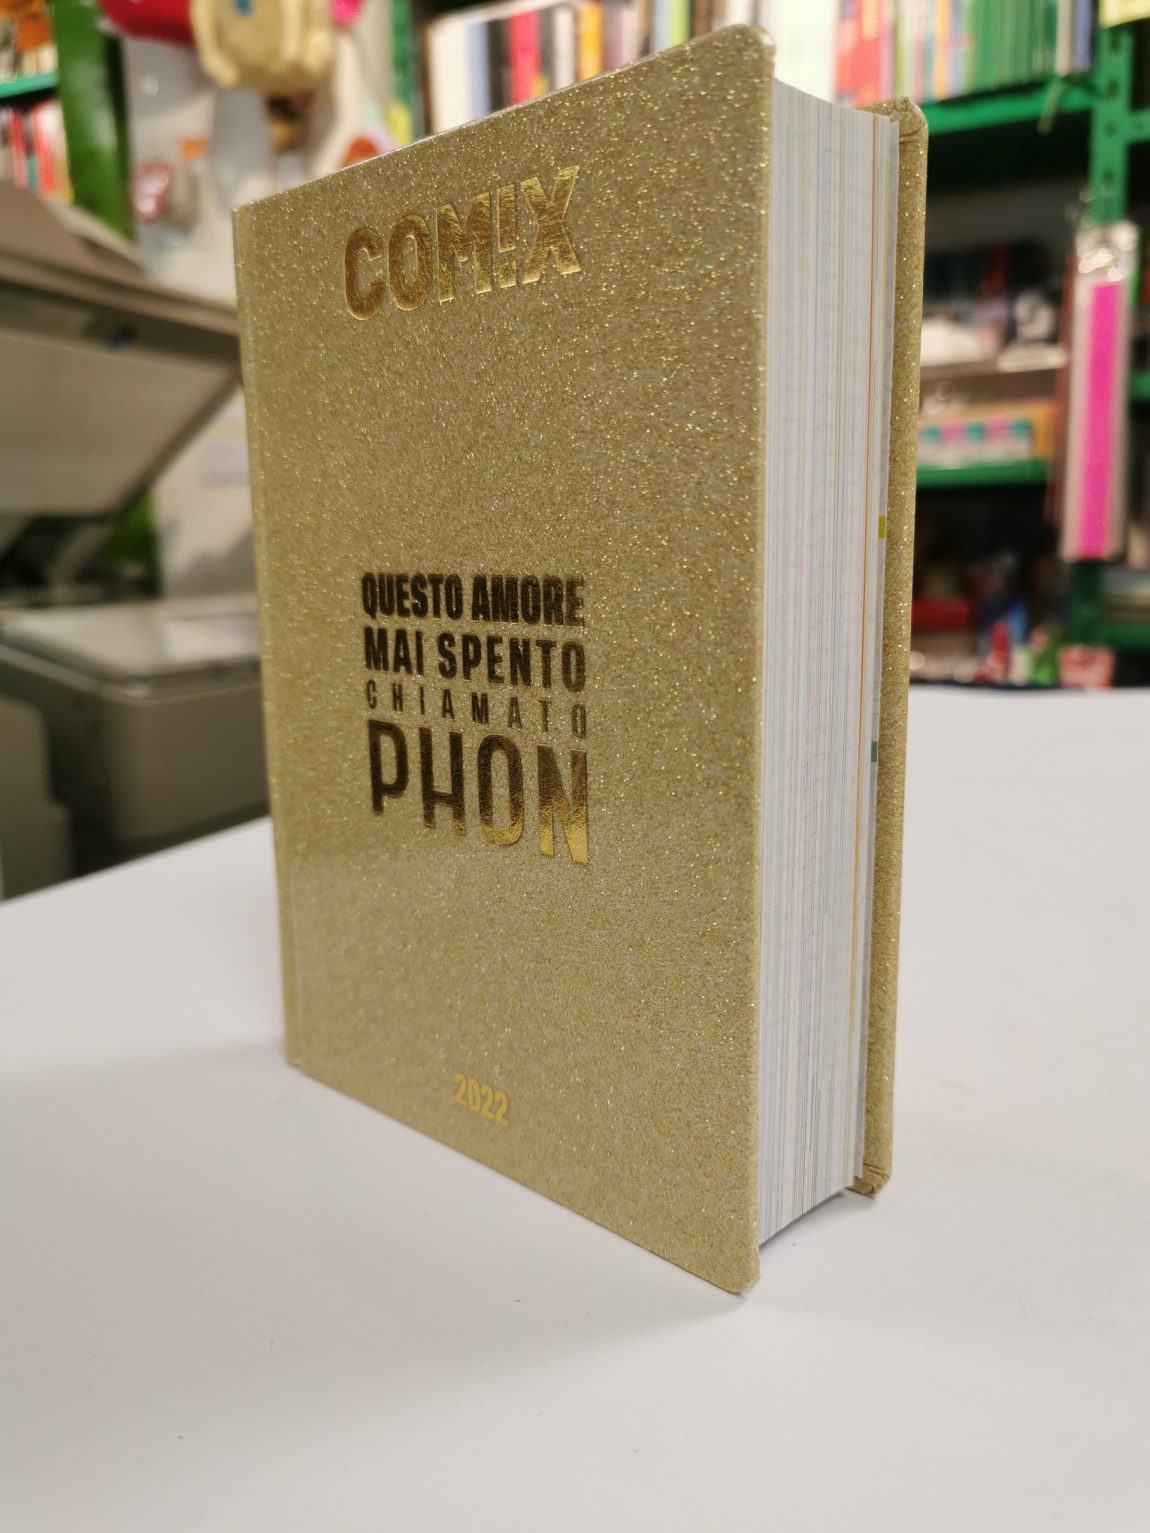 COM!X
QUESTO AMORE
MAI SPENTO
CHIAMATO
PHON
2022